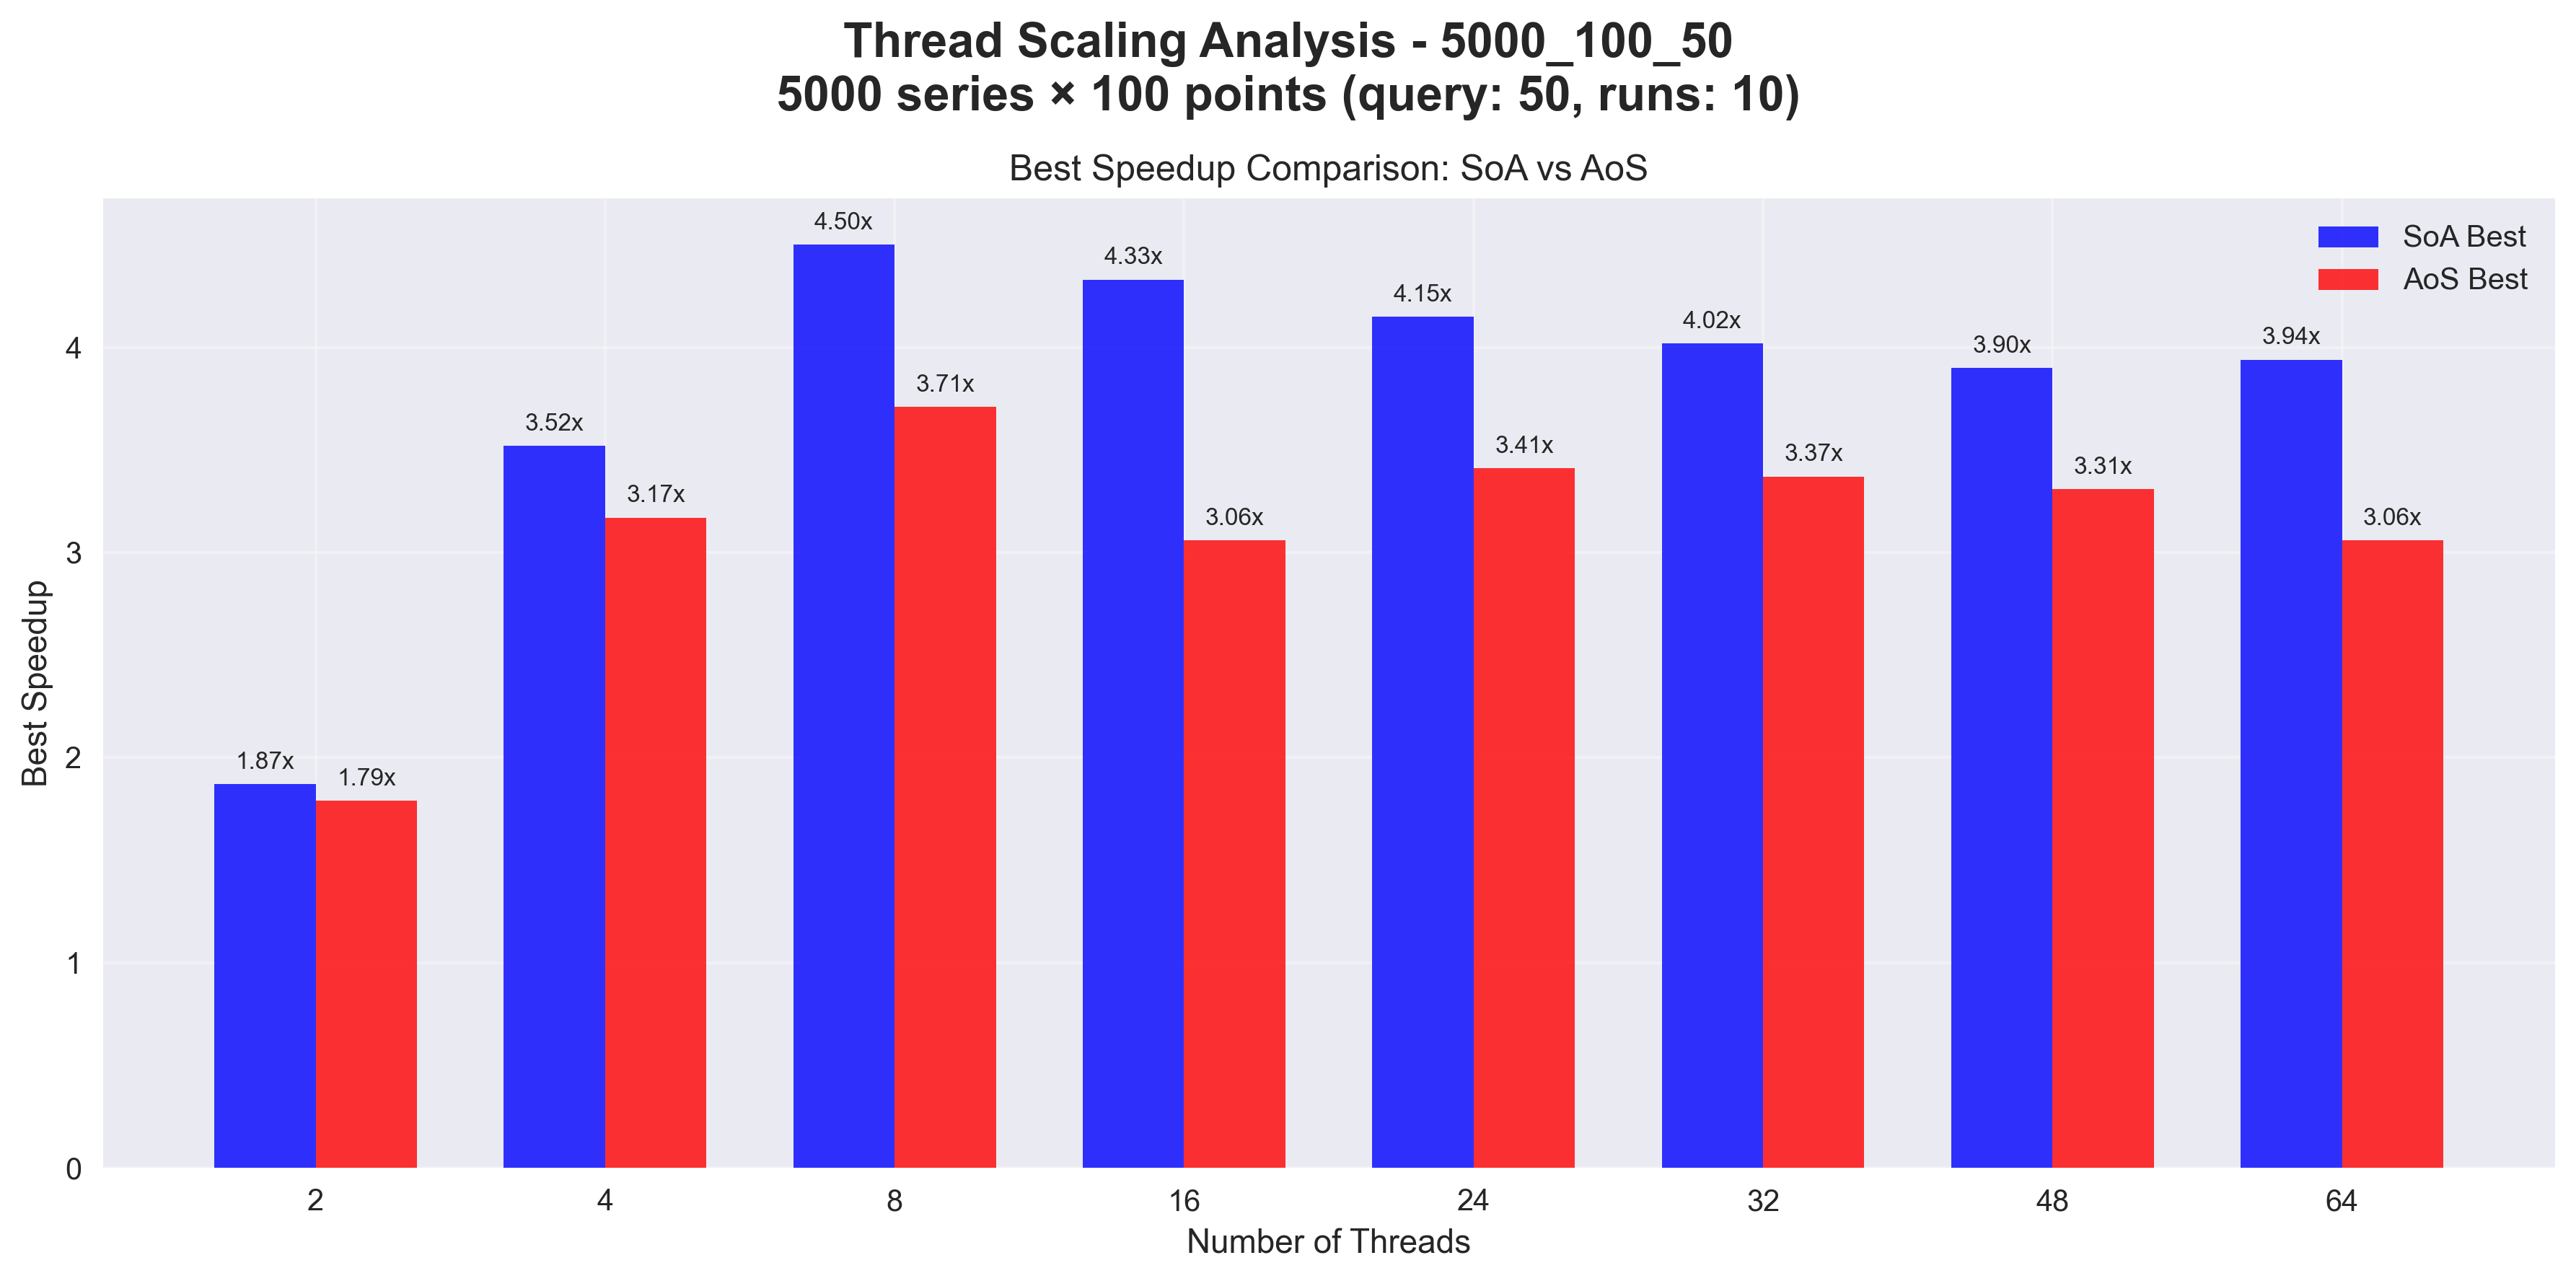 Thread Scaling Analysis - 5000_100_50
5000 series × 100 points (query: 50, runs: 10)
Best Speedup Comparison: SoA vs AoS
SoA Best
AoS Best
4.50x
4.33x
4.15x
4.02x
3.90x
3.94x
3.71x
3.52x
3.41x
3.37x
3.31x
3.17x
3.06x
3.06x
1.87x
1.79x
4
3
2
1
0
Best Speedup
2 4 8 16 24 32 48 64
Number of Threads